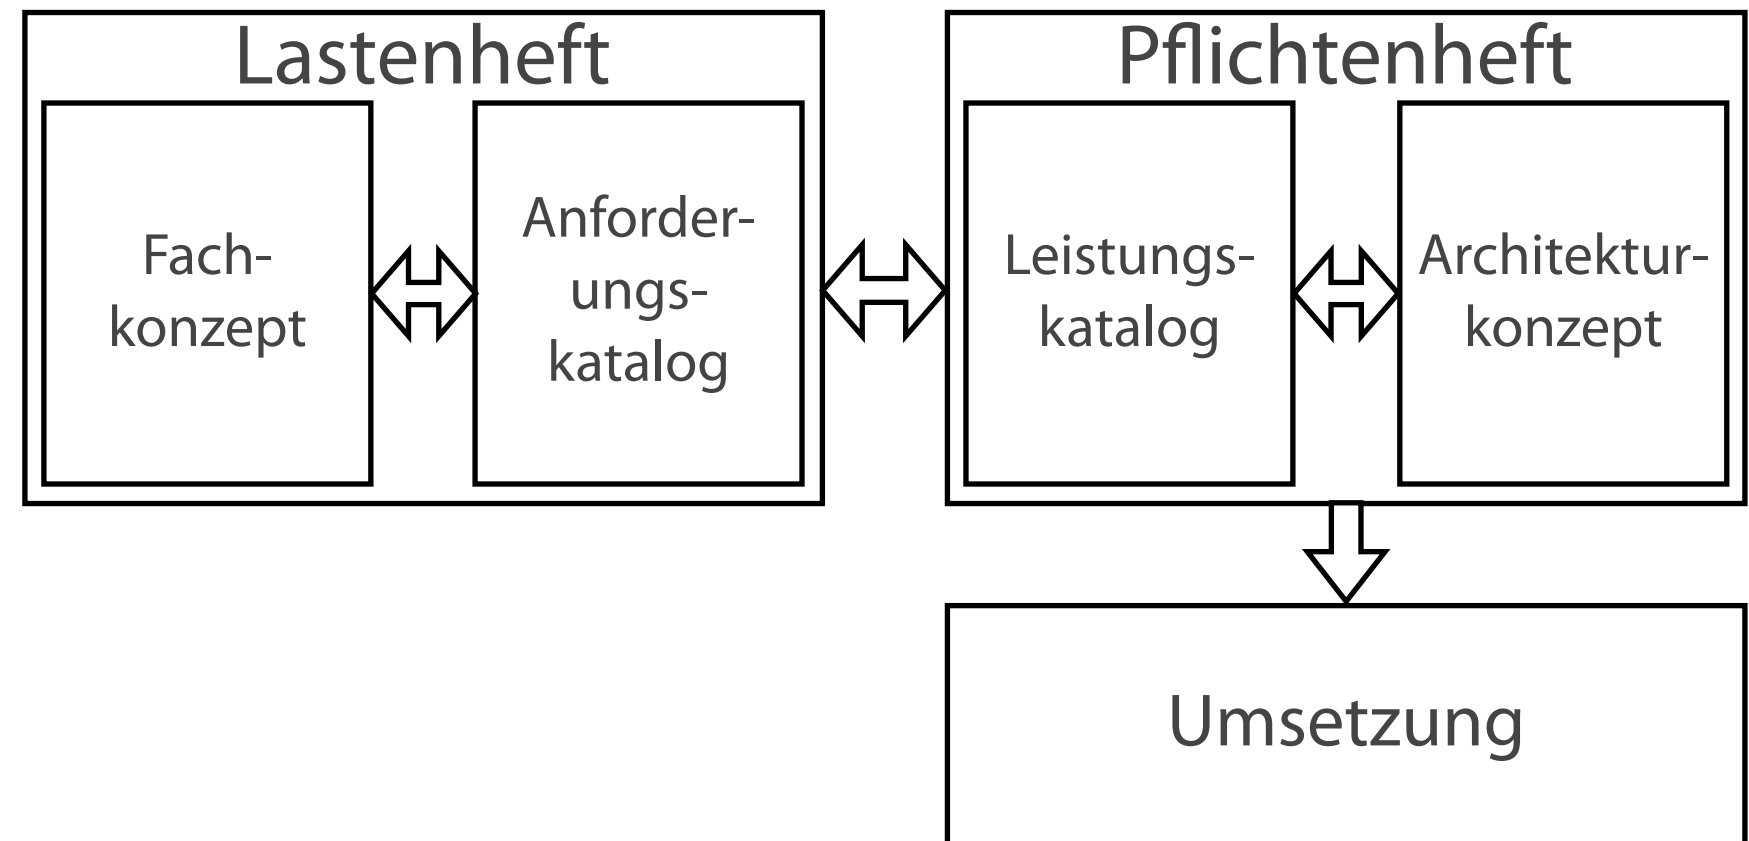 Lastenheft
Fach-
konzept
Anforder-
ungs-
katalog
Pflichtenheft
Leistungs-
katalog
Architektur-
konzept
Umsetzung